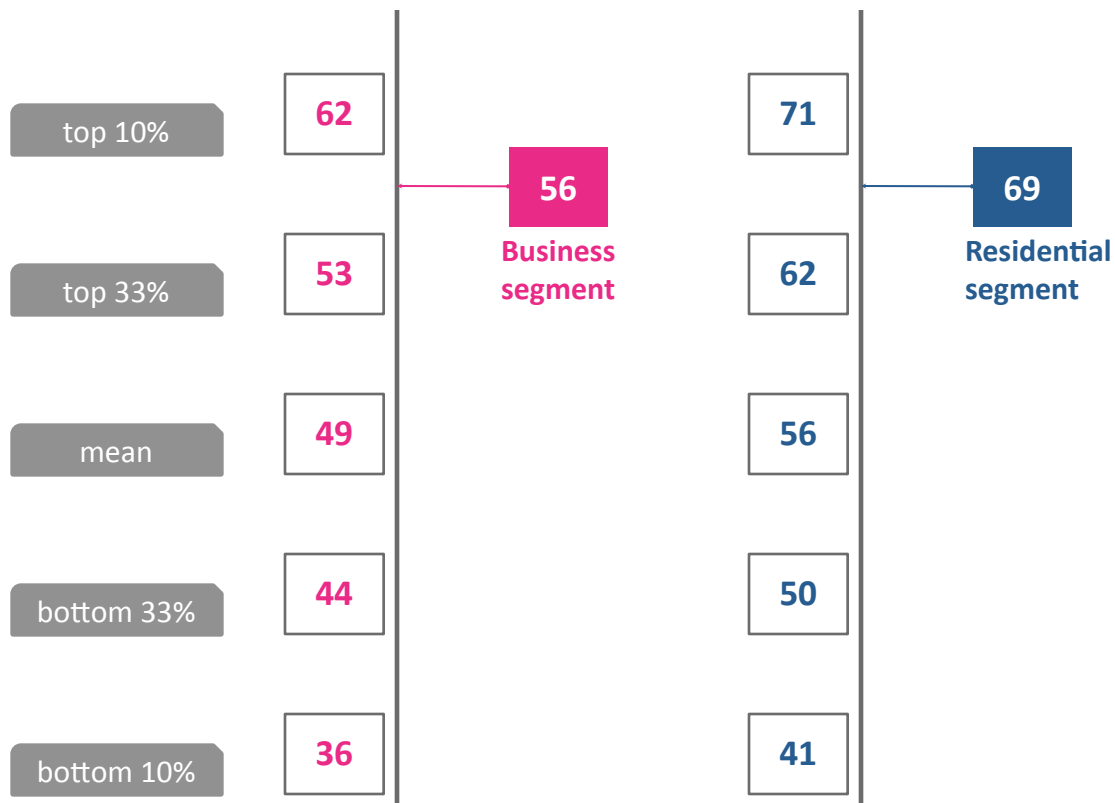 top 10%
62
71
56
Business
segment
69
Residential
segment
top 33%
53
62
mean
49
56
bottom 33%
44
50
bottom 10%
36
41